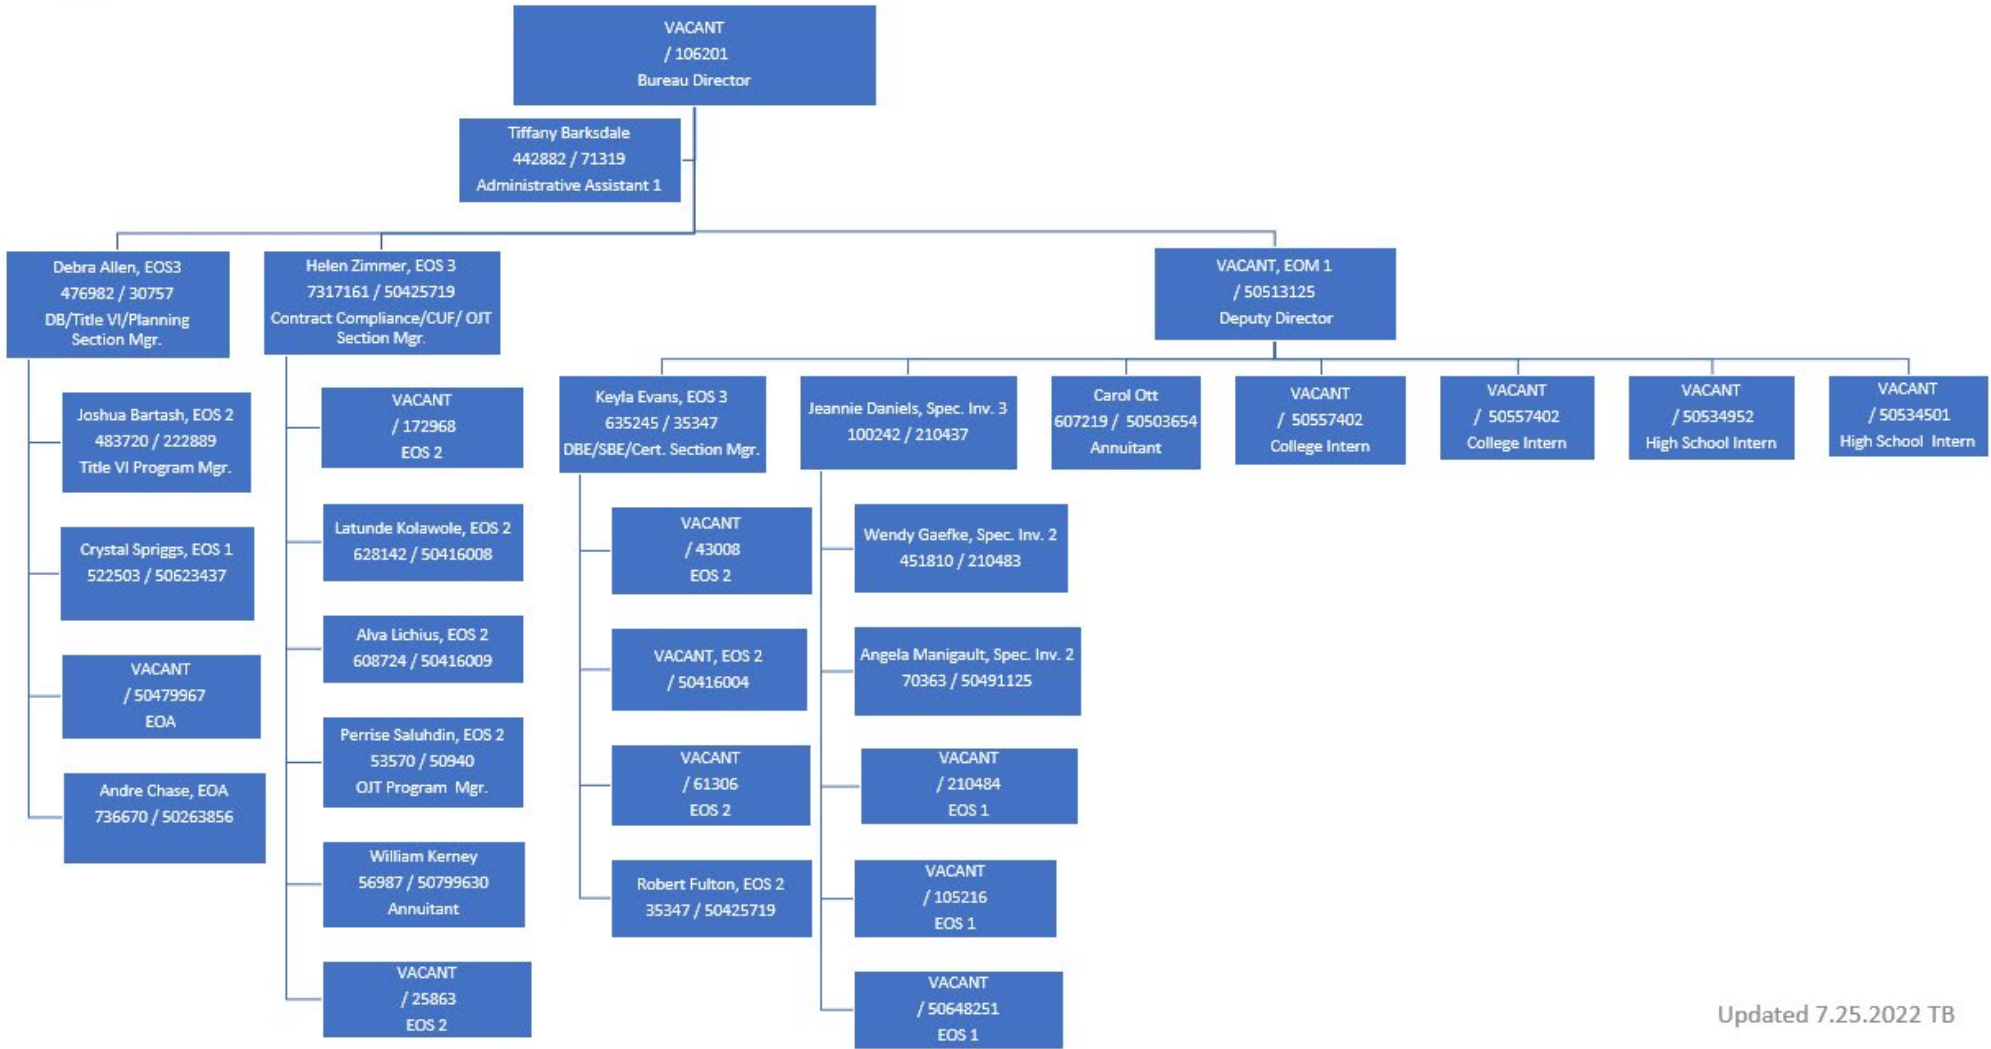 VACANT
/ 106201
Bureau Director
Tiffany Barksdale
442882 / 71319
Administrative Assistant 1
Debra Allen, EOS3
476982 / 30757
DB/Title VI/Planning
Section Mgr.
Helen Zimmer, EOS 3
7317161 / 50425719
Contract Compliance/CUF/ OJT
Section Mgr.
VACANT, EOM 1
/ 50513125
Deputy Director
Joshua Bartash, EOS 2
483720 / 222889
Title VI Program Mgr.
Crystal Spriggs, EOS 1
522503 / 50623437
VACANT
/ 50479967
EOA
Andre Chase, EOA
736670 / 50263856
VACANT
/ 172968
EOS 2
Latunde Kolawole, EOS 2
628142 / 50416008
Alva Lichius, EOS 2
608724 / 50416009
Perrise Saluhdin, EOS 2
53570 / 50940
OJT Program  Mgr.
William Kerney
56987 / 50799630
Annuitant
VACANT
/ 25863
EOS 2
Keyla Evans, EOS 3
635245 / 35347
DBE/SBE/Cert. Section Mgr.
VACANT
/ 43008
EOS 2
VACANT, EOS 2
/ 50416004
VACANT
/ 61306
EOS 2
Robert Fulton, EOS 2
35347 / 50425719
Jeannie Daniels, Spec. Inv. 3
100242 / 210437
Wendy Gaefke, Spec. Inv. 2
451810 / 210483
Angela Manigault, Spec. Inv. 2
70363 / 50491125
VACANT
/ 210484
EOS 1
VACANT
/ 105216
EOS 1
VACANT
/ 50648251
EOS 1
Carol Ott
607219 / 50503654
Annuitant
VACANT
/ 50557402
College Intern
VACANT
/ 50557402
College Intern
VACANT
/ 50534952
High School Intern
VACANT
/ 50534501
High School  Intern
Updated 7.25.2022 TB